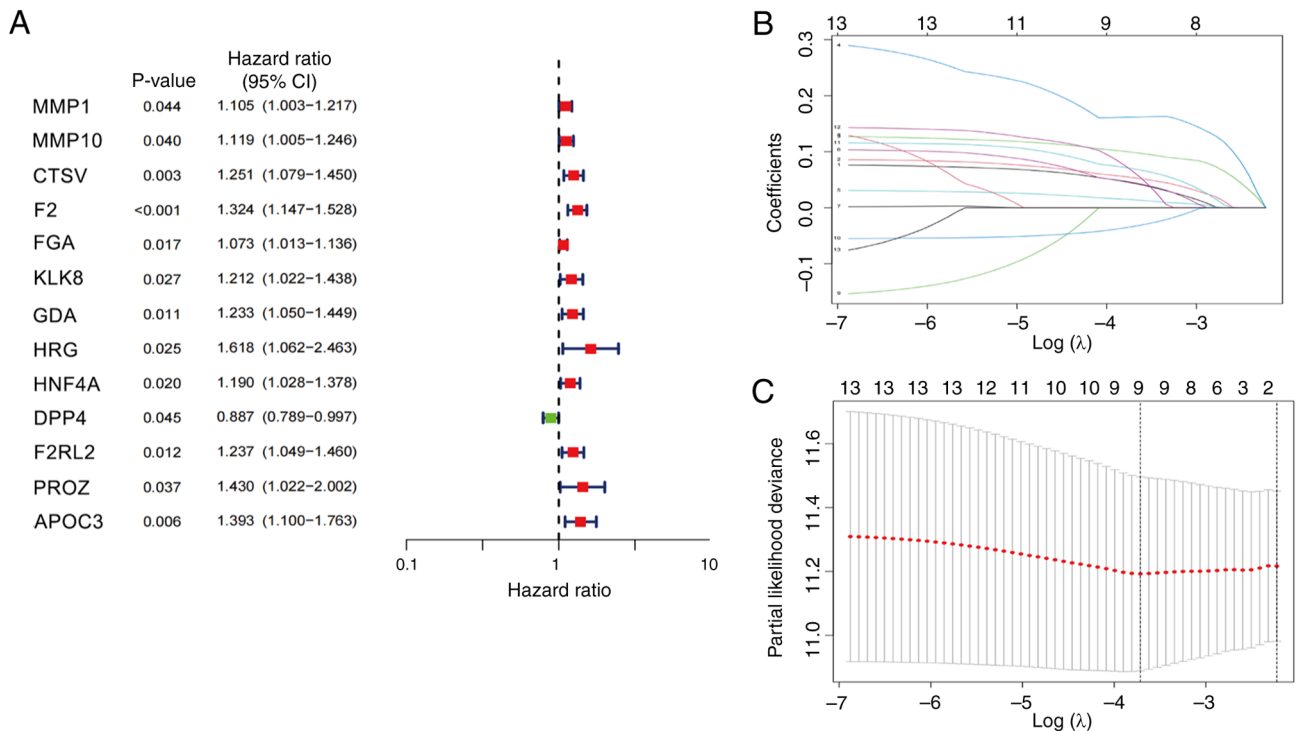 A
P-value Hazard ratio (95% CI)
MMP1 0.044 1.105 (1.003−1.217)
MMP10 0.040 1.119 (1.005−1.246)
CTSV 0.003 1.251 (1.079−1.450)
F2 <0.001 1.324 (1.147−1.528)
FGA 0.017 1.073 (1.013−1.136)
KLK8 0.027 1.212 (1.022−1.438)
GDA 0.011 1.233 (1.050−1.449)
HRG 0.025 1.618 (1.062−2.463)
HNF4A 0.020 1.190 (1.028−1.378)
DPP4 0.045 0.887 (0.789−0.997)
F2RL2 0.012 1.237 (1.049−1.460)
PROZ 0.037 1.430 (1.022−2.002)
APOC3 0.006 1.393 (1.100−1.763)
0.1 1 10
Hazard ratio
B
13 13 11 9 8
0.3
0.2
0.1
0.0
−0.1
Coefficients
4
12
7
10
13
9
−7 −6 −5 −4 −3
Log (λ)
C
13 13 13 13 12 11 10 10 9 9 9 8 6 3 2
11.6
11.4
11.2
11.0
Partial likelihood deviance
−7 −6 −5 −4 −3
Log (λ)